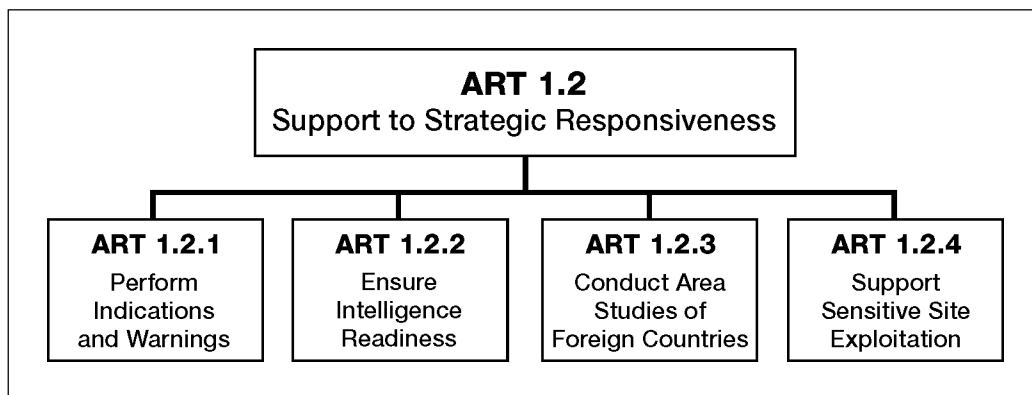 ART 1.2
Support to Strategic Responsiveness
ART 1.2.1
Perform
Indications
and Warnings
ART 1.2.2
Ensure
Intelligence
Readiness
ART 1.2.3
Conduct Area
Studies of
Foreign Countries
ART 1.2.4
Support
Sensitive Site
Exploitation